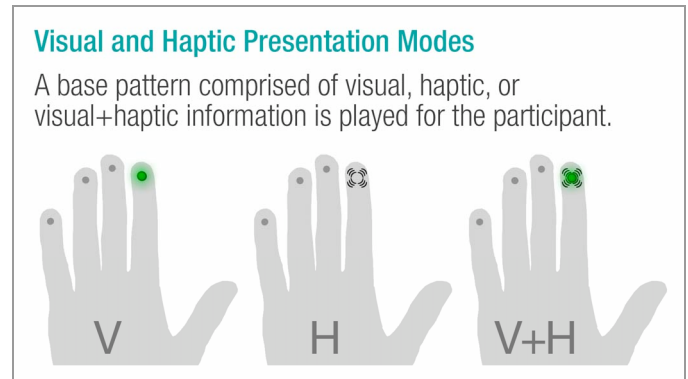 Visual and Haptic Presentation Modes
A base pattern comprised of visual, haptic, or
visual+haptic information is played for the participant.
V
H
V+H